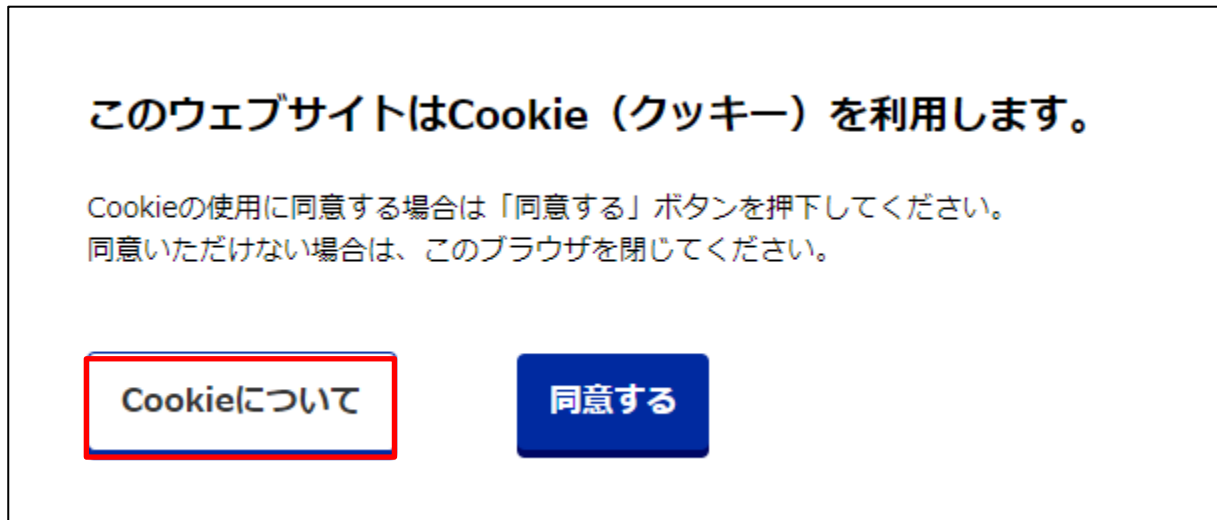 このウェブサイトはCookie（クッキー）を利用します。
Cookieの使用に同意する場合は「同意する」ボタンを押下してください。
同意いただけない場合は、このブラウザを閉じてください。
Cookieについて
同意する